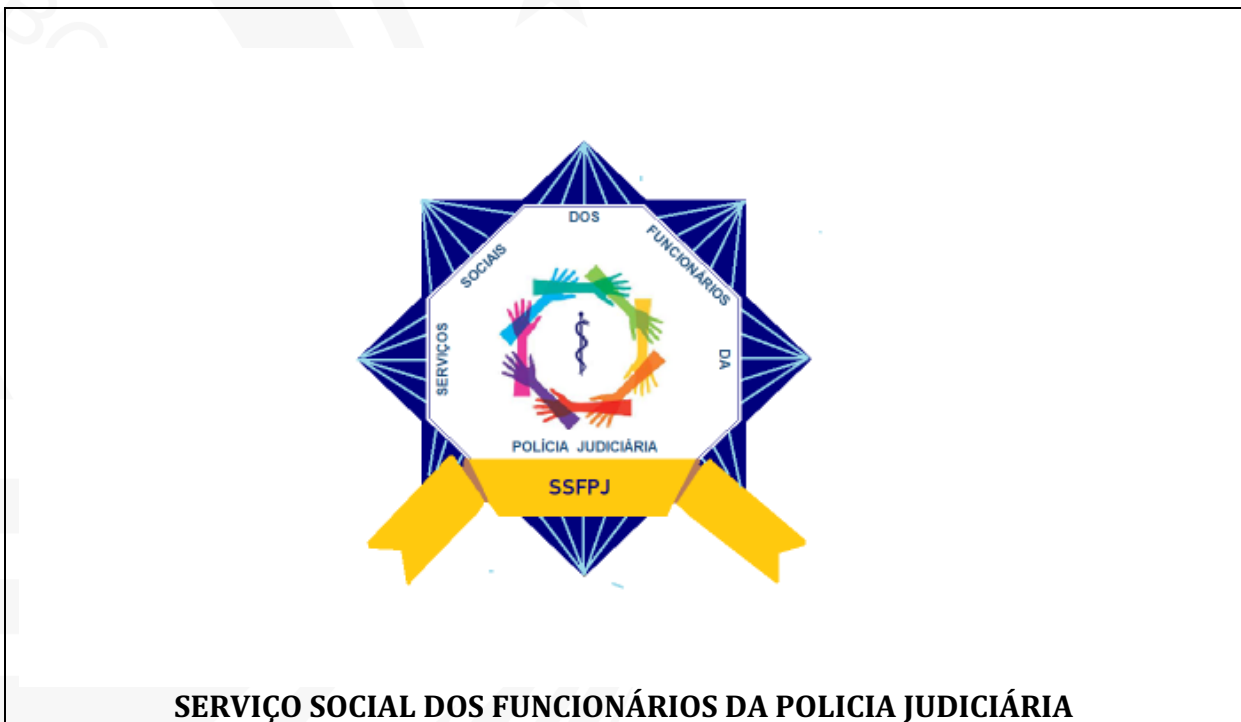 SERVIÇOS SOCIAIS DOS FUNCIONÁRIOS DA
POLÍCIA JUDICIÁRIA
SSFPJ
SERVIÇO SOCIAL DOS FUNCIONÁRIOS DA POLICIA JUDICIÁRIA